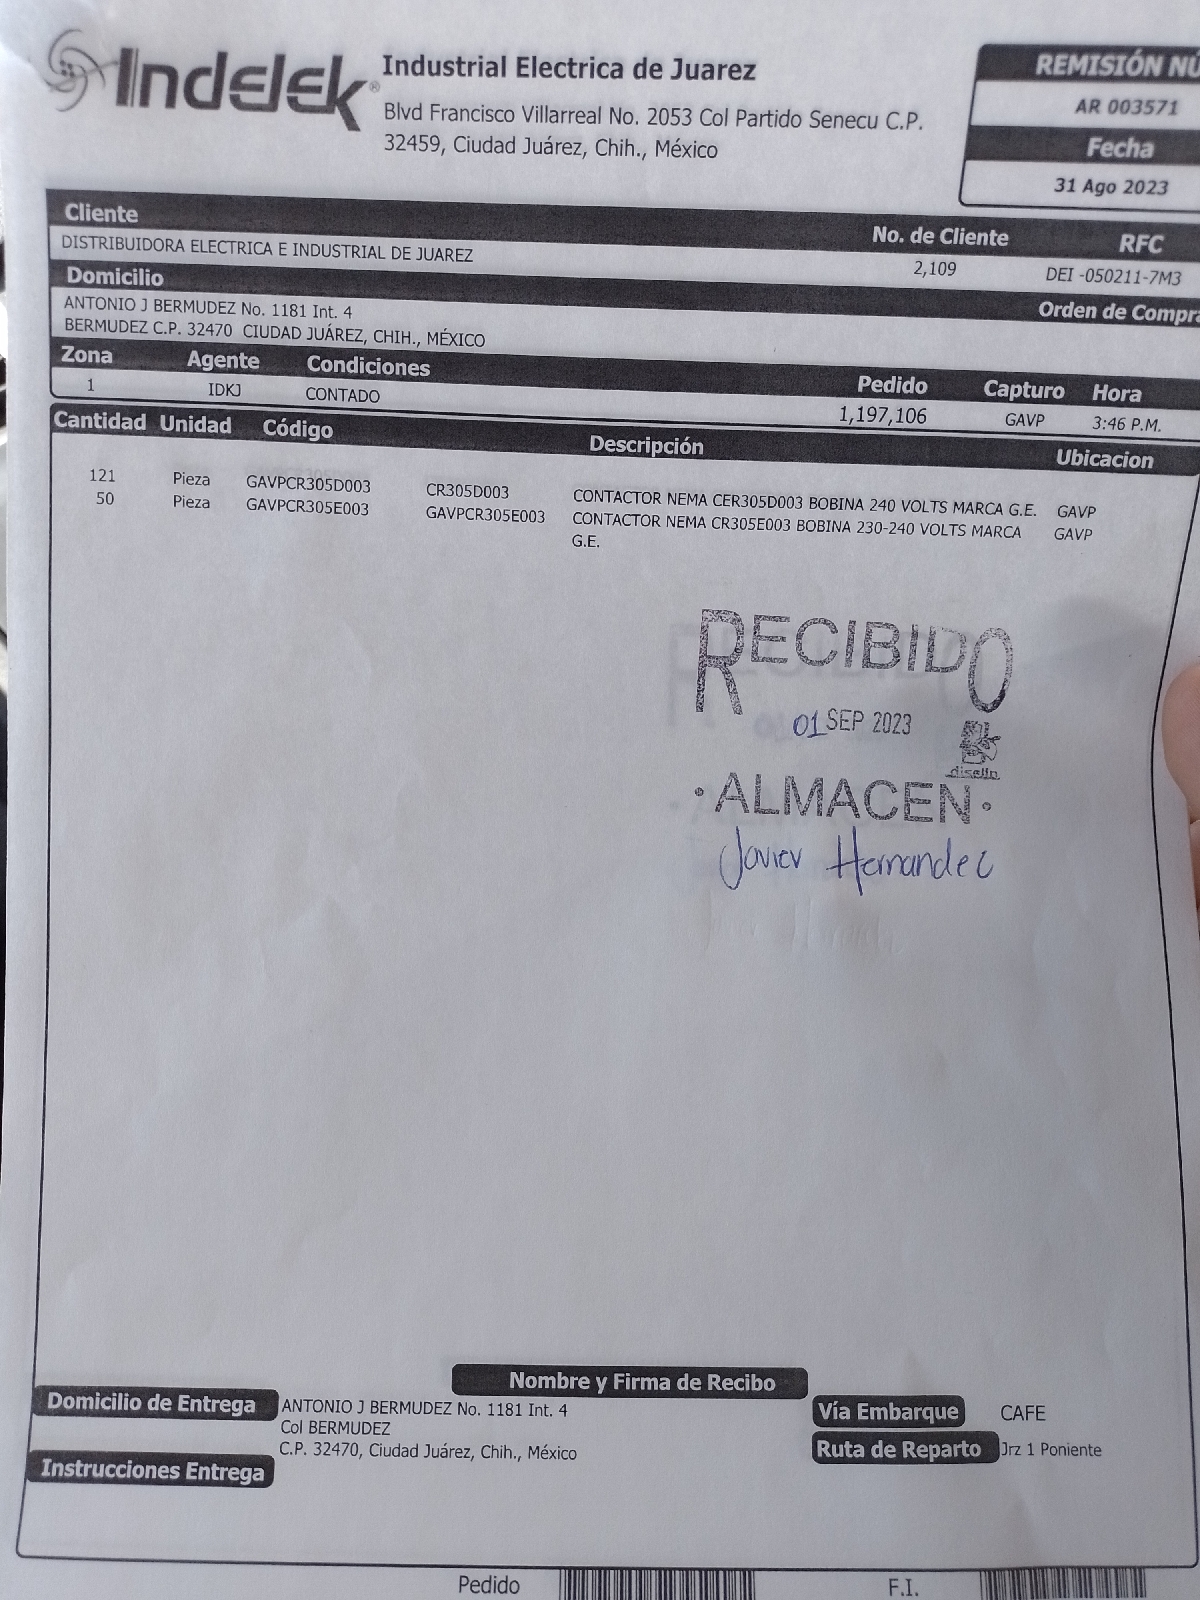 Indelek®
Industrial Electrica de Juarez
Blvd Francisco Villarreal No. 2053 Col Partido Senecu C.P.
32459, Ciudad Juárez, Chih., México
REMISIÓN NU
AR 003571
Fecha
31 Ago 2023
Cliente No. de Cliente RFC
DISTRIBUIDORA ELECTRICA E INDUSTRIAL DE JUAREZ 2,109 DEI -050211-7M3
Domicilio Orden de Compra
ANTONIO J BERMUDEZ No. 1181 Int. 4
BERMUDEZ C.P. 32470 CIUDAD JUÁREZ, CHIH., MÉXICO
Zona Agente Condiciones Pedido Capturo Hora
1 IDKJ CONTADO 1,197,106 GAVP 3:46 P.M.
Cantidad Unidad Código Descripción Ubicacion
121 Pieza GAVPCR305D003 CR305D003 CONTACTOR NEMA CER305D003 BOBINA 240 VOLTS MARCA G.E. GAVP
50 Pieza GAVPCR305E003 GAVPCR305E003 CONTACTOR NEMA CR305E003 BOBINA 230-240 VOLTS MARCA GAVP
G.E.
RECIBIDO
01 SEP 2023
disello
·ALMACEN·
Javier Hernandez
Nombre y Firma de Recibo
Domicilio de Entrega ANTONIO J BERMUDEZ No. 1181 Int. 4
Col BERMUDEZ
C.P. 32470, Ciudad Juárez, Chih., México
Vía Embarque CAFE
Ruta de Reparto Jrz 1 Poniente
Instrucciones Entrega
Pedido F.I.